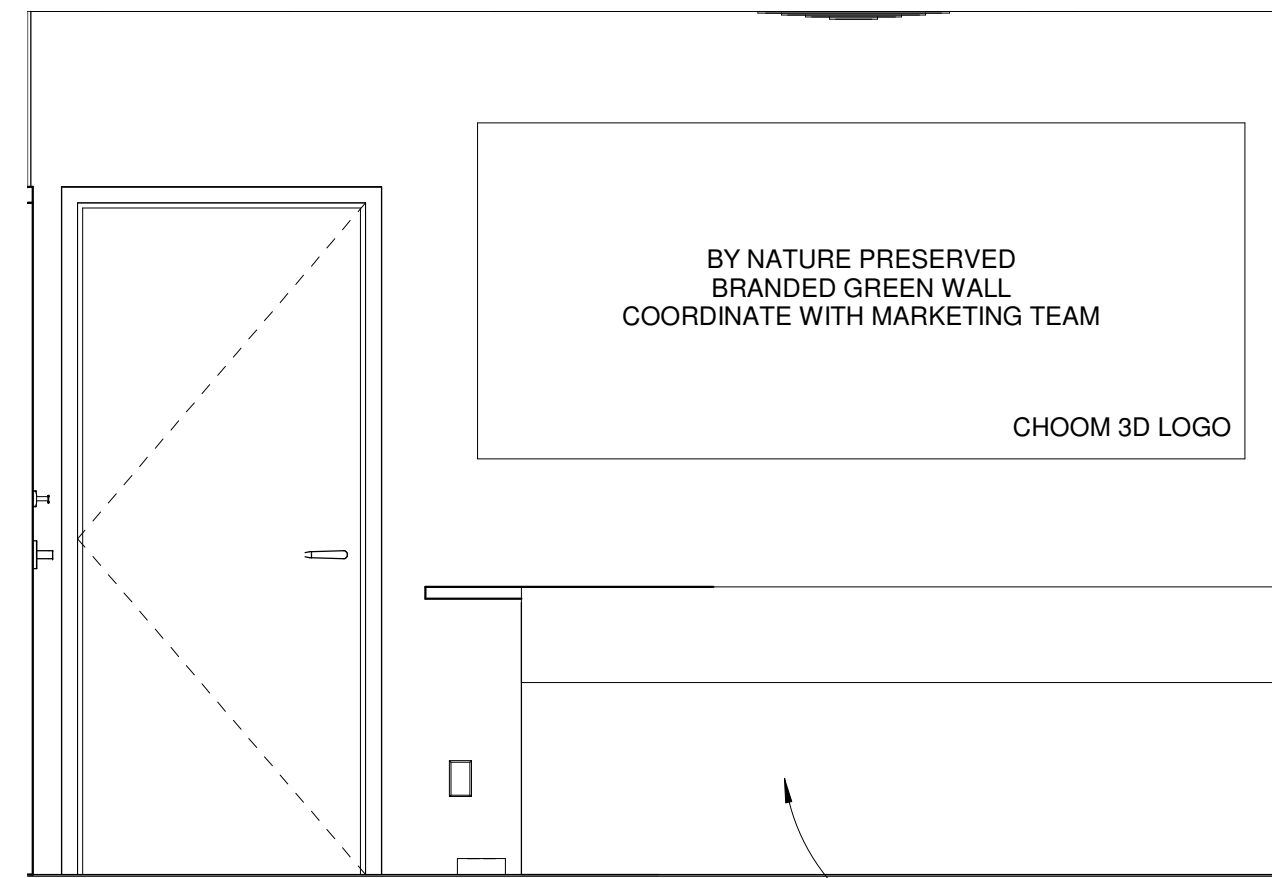 BY NATURE PRESERVED
BRANDED GREEN WALL
COORDINATE WITH MARKETING TEAM
CHOOM 3D LOGO